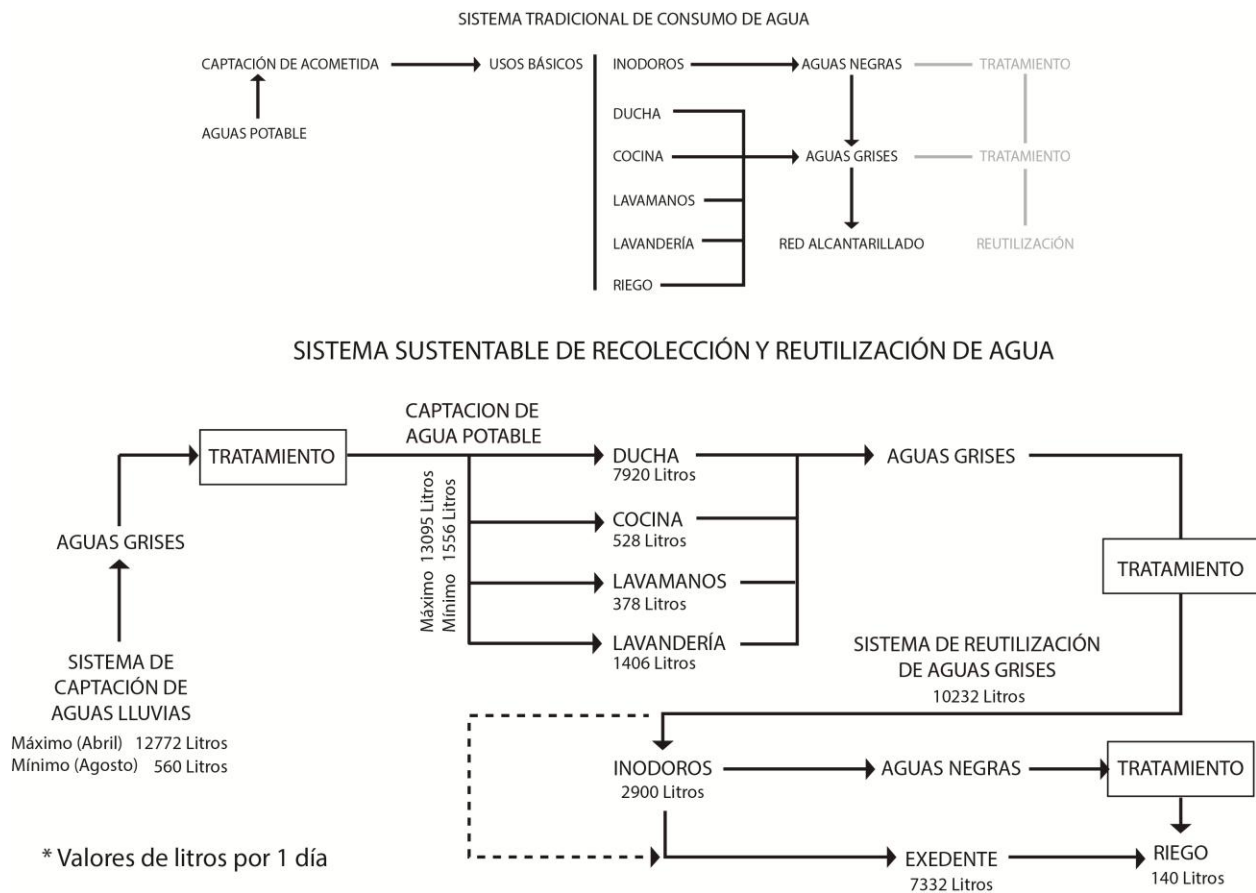 SISTEMA TRADICIONAL DE CONSUMO DE AGUA
CAPTACIÓN DE ACOMETIDA
USOS BÁSICOS
INODOROS
AGUAS NEGRAS
TRATAMIENTO
DUCHA
AGUAS POTABLE
COCINA
AGUAS GRISES
TRATAMIENTO
LAVAMANOS
LAVANDERÍA
RED ALCANTARILLADO
REUTILIZACiÓN
RIEGO
SISTEMA SUSTENTABLE DE RECOLECCIÓN Y REUTILIZACIÓN DE AGUA
CAPTACION DE
AGUA POTABLE
TRATAMIENTO
DUCHA
7920 Litros
AGUAS GRISES
Máximo 13095 Litros
Mínimo 1556 Litros
COCINA
528 Litros
AGUAS GRISES
TRATAMIENTO
LAVAMANOS
378 Litros
LAVANDERÍA
1406 Litros
SISTEMA DE REUTILIZACIÓN
DE AGUAS GRISES
10232 Litros
SISTEMA DE
CAPTACIÓN DE
AGUAS LLUVIAS
Máximo (Abril) 12772 Litros
Mínimo (Agosto) 560 Litros
INODOROS
2900 Litros
AGUAS NEGRAS
TRATAMIENTO
* Valores de litros por 1 día
EXEDENTE
7332 Litros
RIEGO
140 Litros